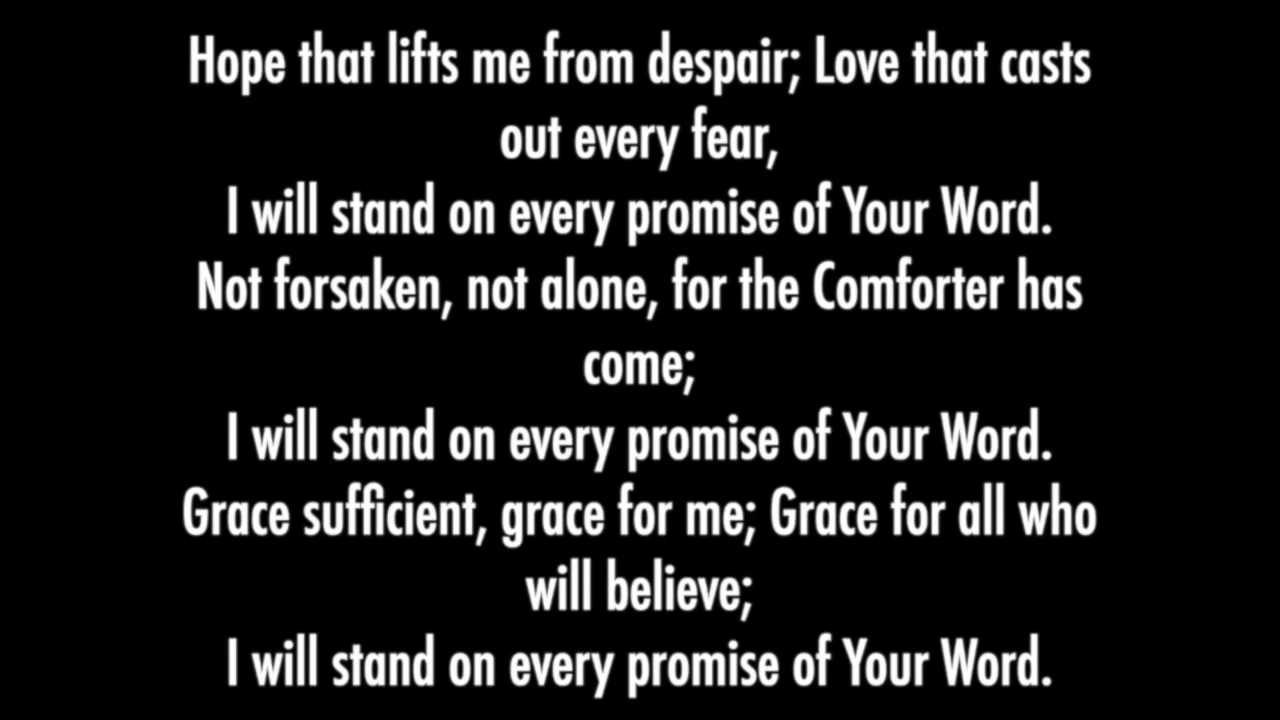 Hope that lifts me from despair; Love that casts
out every fear,
I will stand on every promise of Your Word.
Not forsaken, not alone, for the Comforter has
come;
I will stand on every promise of Your Word.
Grace sufficient, grace for me; Grace for all who
will believe;
I will stand on every promise of Your Word.